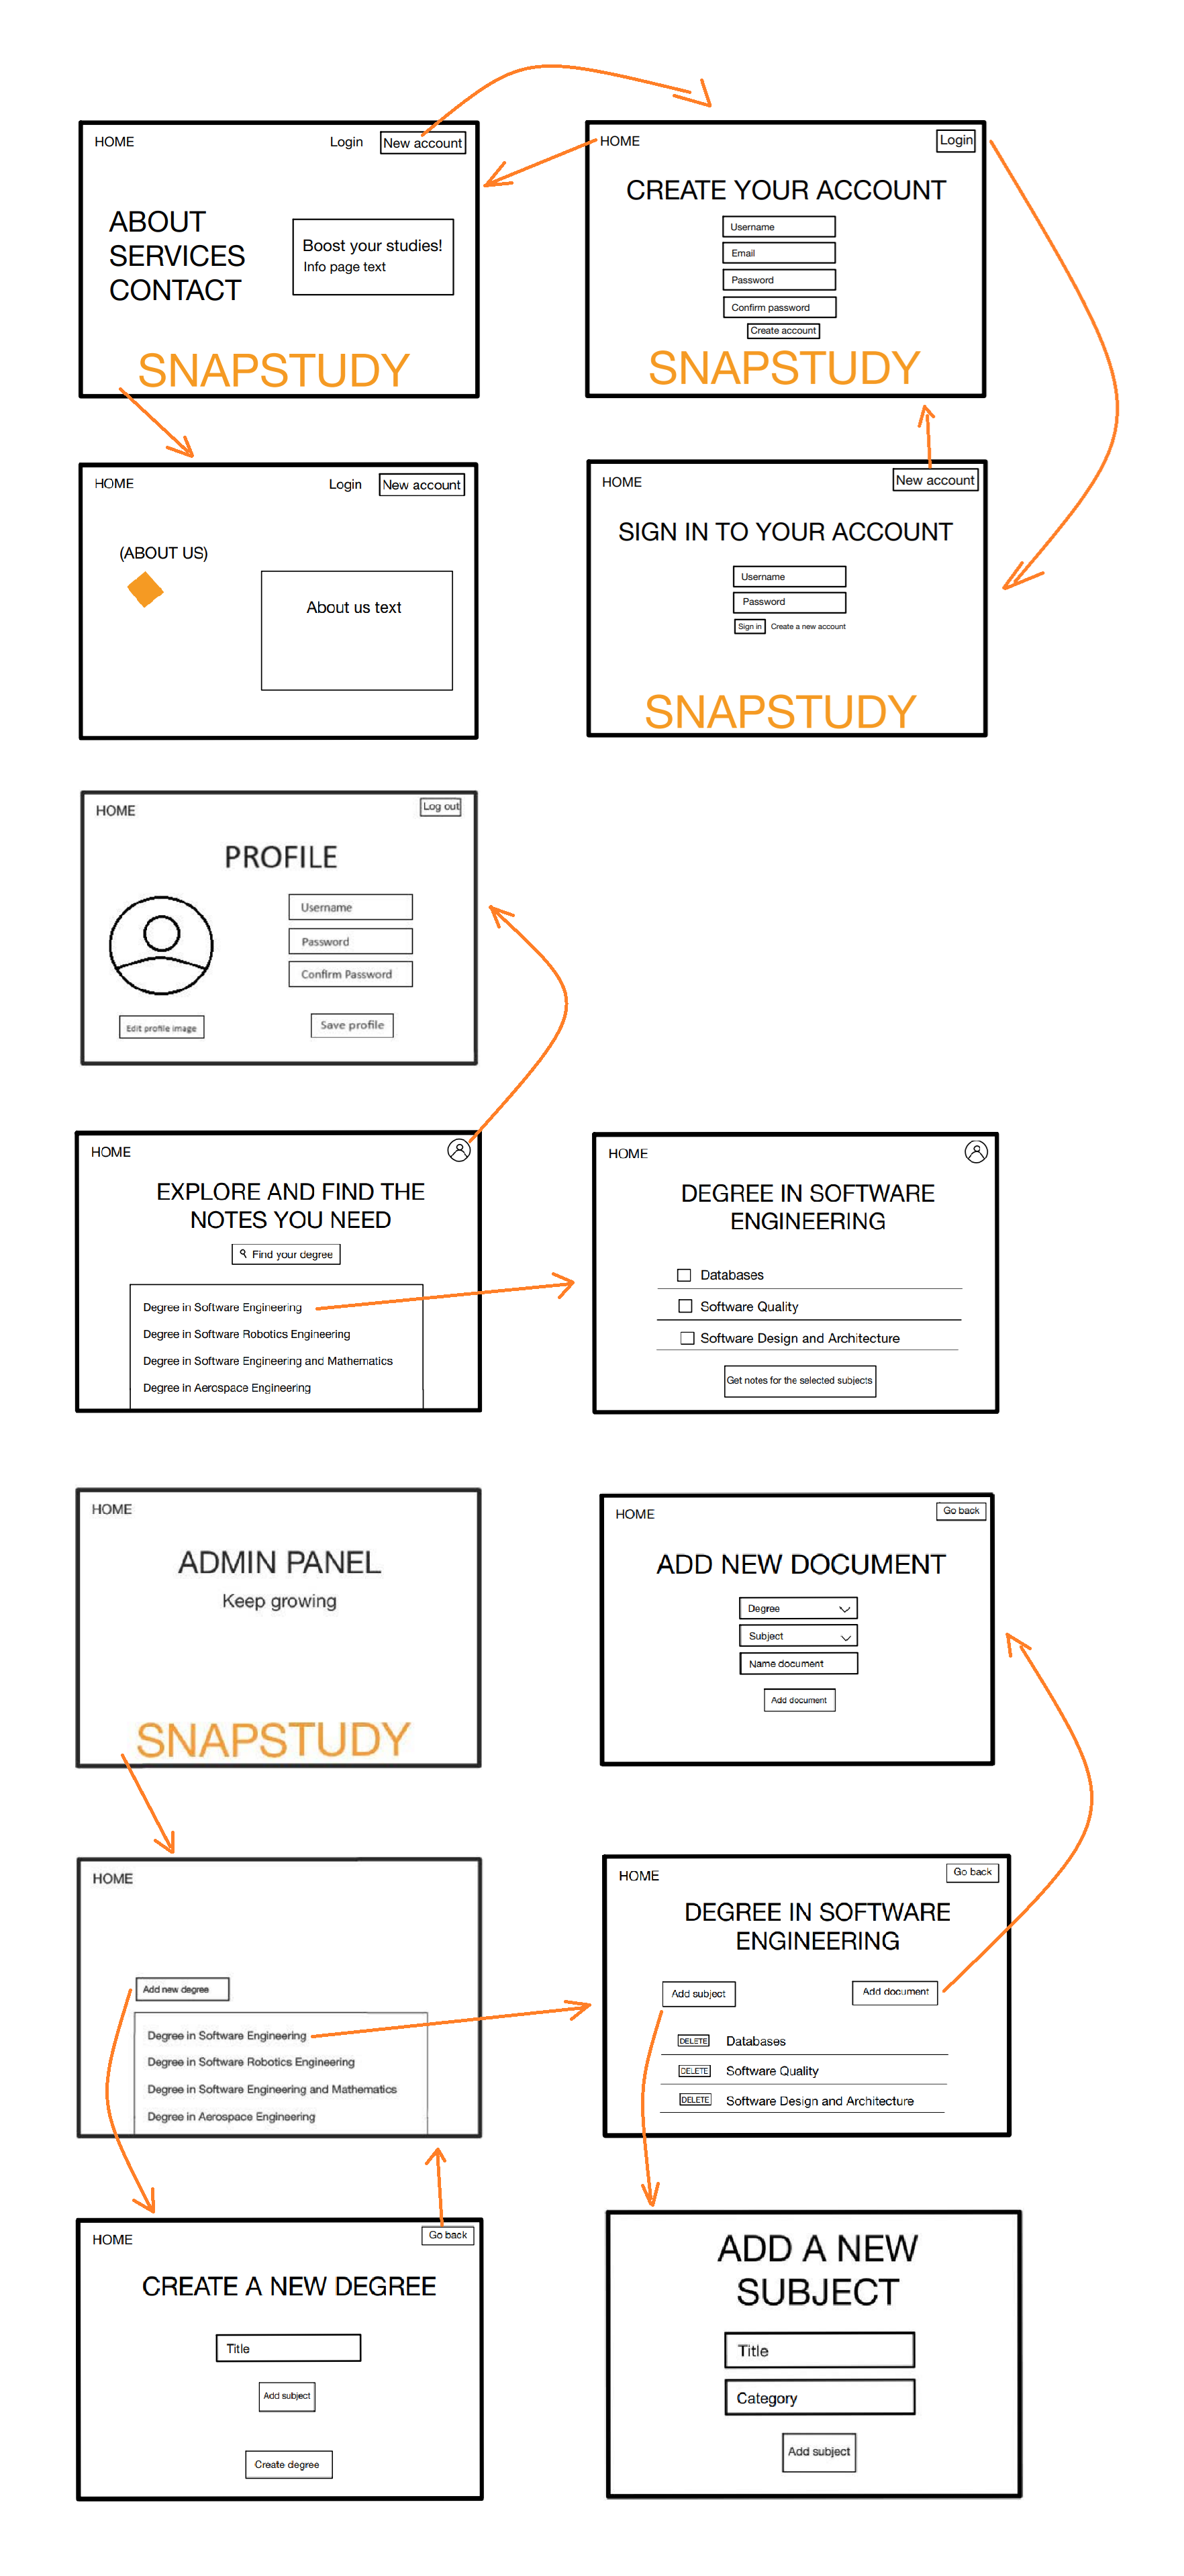 HOME
Login
New account
ABOUT
SERVICES
CONTACT
Boost your studies!
Info page text
SNAPSTUDY
HOME
Login
CREATE YOUR ACCOUNT
Username
Email
Password
Confirm password
Create account
SNAPSTUDY
HOME
Login
New account
(ABOUT US)
About us text
HOME
New account
SIGN IN TO YOUR ACCOUNT
Username
Password
Sign in
Create a new account
SNAPSTUDY
HOME
Log out
PROFILE
Username
Password
Confirm Password
Edit profile image
Save profile
HOME
EXPLORE AND FIND THE
NOTES YOU NEED
Find your degree
Degree in Software Engineering
Degree in Software Robotics Engineering
Degree in Software Engineering and Mathematics
Degree in Aerospace Engineering
HOME
DEGREE IN SOFTWARE
ENGINEERING
Databases
Software Quality
Software Design and Architecture
Get notes for the selected subjects
HOME
ADMIN PANEL
Keep growing
SNAPSTUDY
HOME
Go back
ADD NEW DOCUMENT
Degree
Subject
Name document
Add document
HOME
Add new degree
Degree in Software Engineering
Degree in Software Robotics Engineering
Degree in Software Engineering and Mathematics
Degree in Aerospace Engineering
HOME
Go back
DEGREE IN SOFTWARE
ENGINEERING
Add subject
Add document
DELETE Databases
DELETE Software Quality
DELETE Software Design and Architecture
HOME
Go back
CREATE A NEW DEGREE
Title
Add subject
Create degree
ADD A NEW
SUBJECT
Title
Category
Add subject